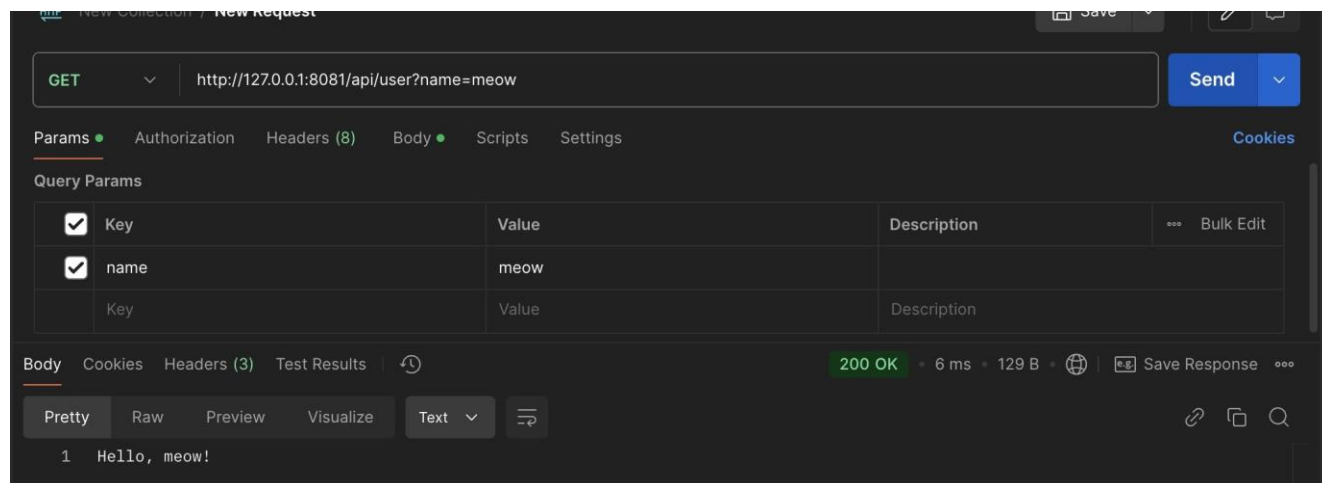 HTTP New Collection / New Request
Save
GET http://127.0.0.1:8081/api/user?name=meow Send
Params Authorization Headers (8) Body Scripts Settings Cookies
Query Params
Key Value Description Bulk Edit
name meow
Key Value Description
Body Cookies Headers (3) Test Results 200 OK 6 ms 129 B e.g. Save Response
Pretty Raw Preview Visualize Text
1 Hello, meow!